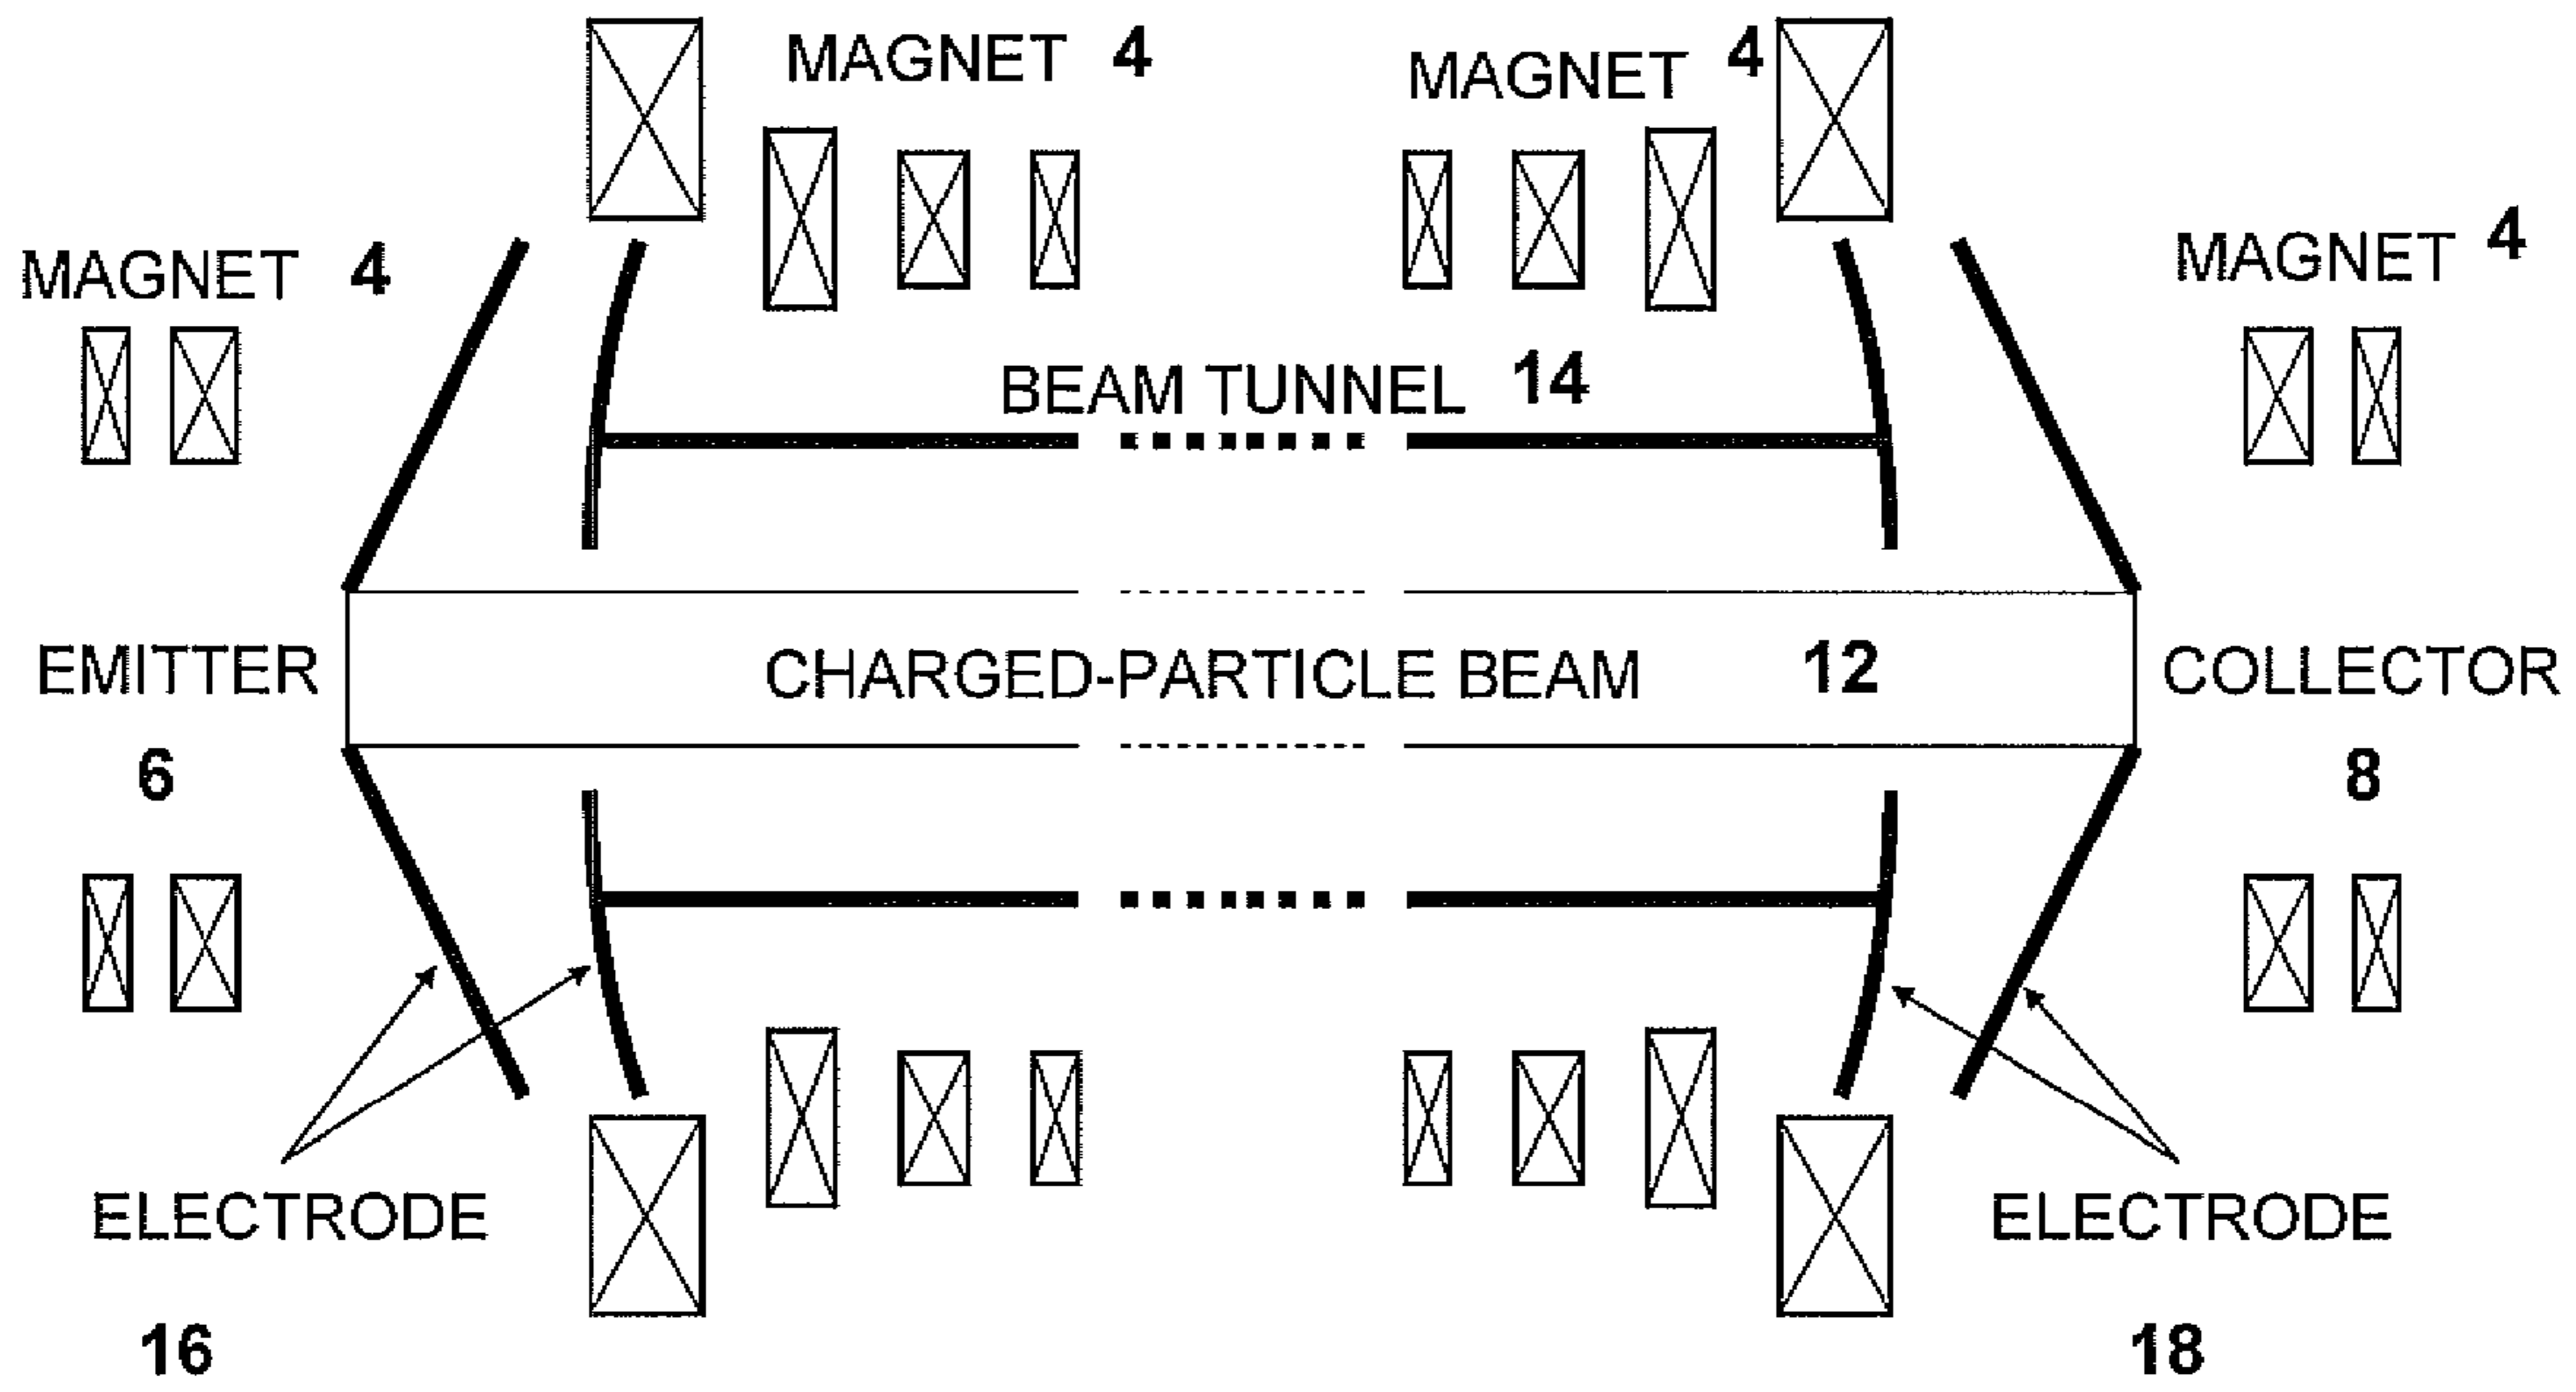 MAGNET 4
MAGNET 4
MAGNET 4
MAGNET 4
BEAM TUNNEL 14
EMITTER
CHARGED-PARTICLE BEAM 12
COLLECTOR
6
8
ELECTRODE
ELECTRODE
16
18